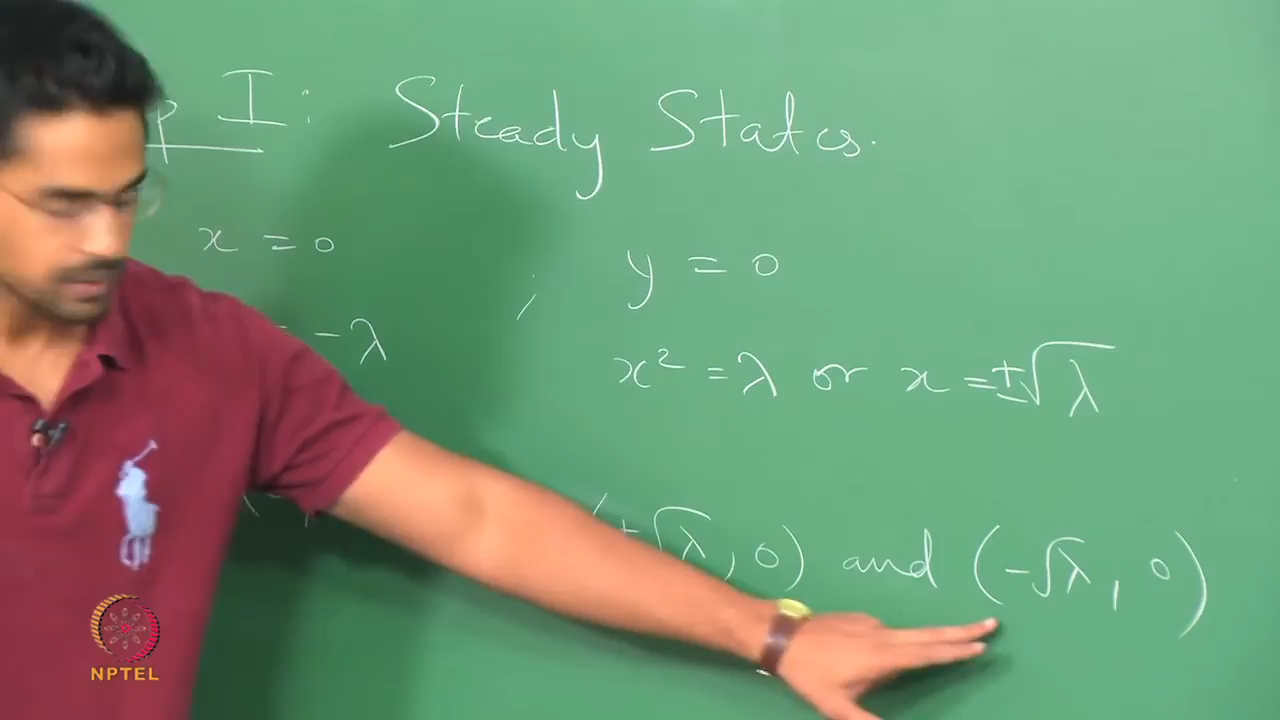 I: Steady States.
x = 0
; y = 0
= -λ
x² = λ or x = ±√λ
(+√λ, 0) and (-√λ, 0)
NPTEL